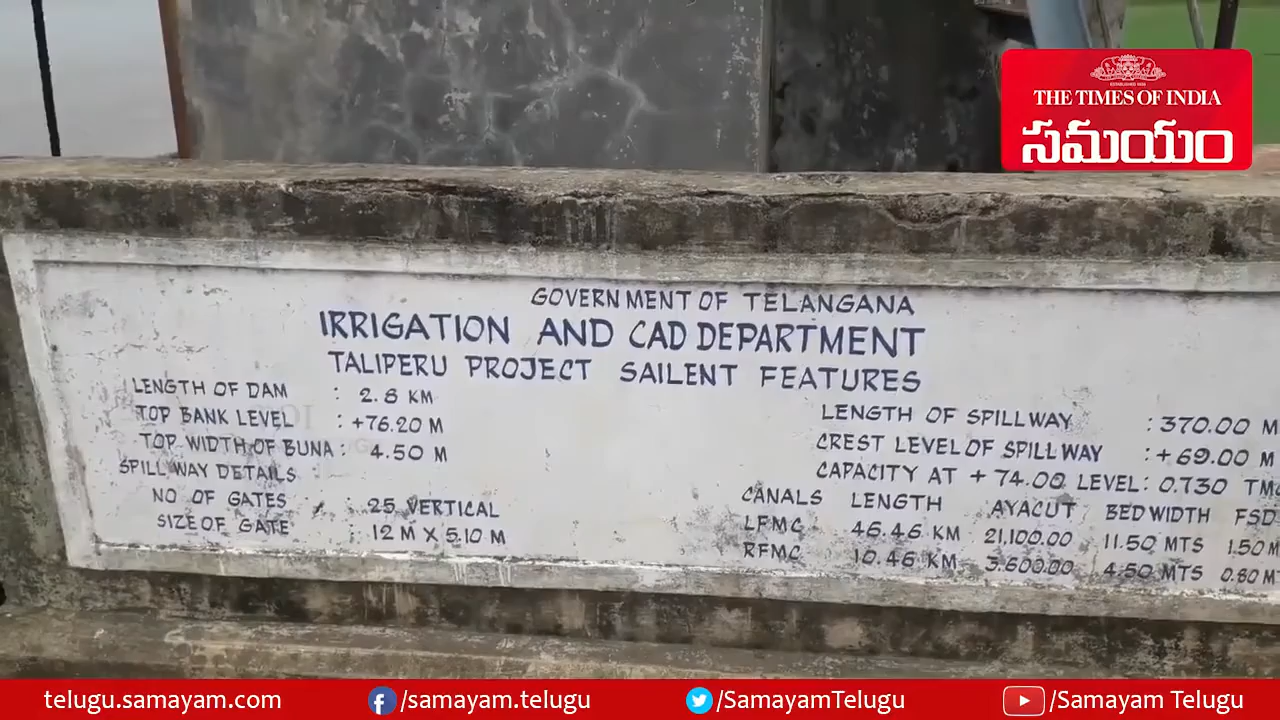 THE TIMES OF INDIA
సమయం
GOVERNMENT OF TELANGANA
IRRIGATION AND CAD DEPARTMENT
TALIPERU PROJECT SAILENT FEATURES
LENGTH OF DAM : 2.8 KM
TOP BANK LEVEL : +76.20 M
TOP WIDTH OF BUNA : 4.50 M
SPILL WAY DETAILS :
NO OF GATES : 25 VERTICAL
SIZE OF GATE : 12 M X 5.10 M
LENGTH OF SPILLWAY : 370.00 M
CREST LEVEL OF SPILLWAY : +69.00 M
CAPACITY AT +74.00 LEVEL : 0.730 TMC
CANALS LENGTH AYACUT BED WIDTH FSD
LFMC 46.46 KM 21,100.00 11.50 MTS 1.50 M
RFMC 10.46 KM 3.600.00 4.50 MTS 0.80 MT
telugu.samayam.com /samayam.telugu /SamayamTelugu /Samayam Telugu